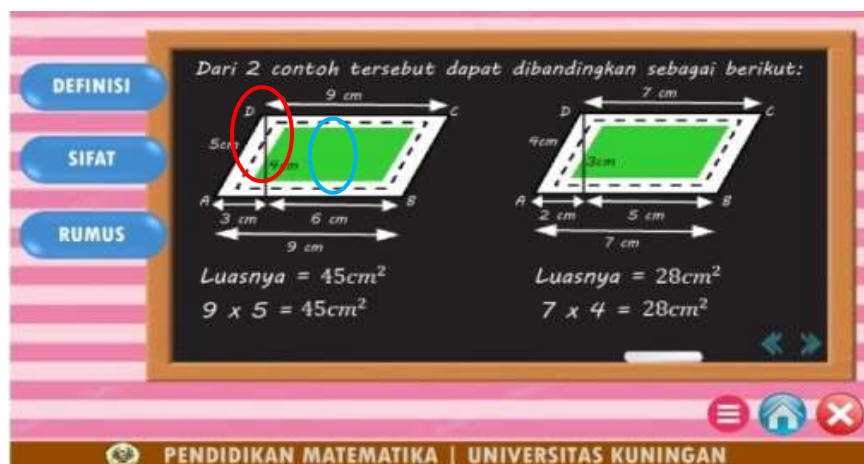 Dari 2 contoh tersebut dapat dibandingkan sebagai berikut:
DEFINISI
SIFAT
RUMUS
9 cm
D
C
5cm
4cm
A
B
3 cm
6 cm
9 cm
Luasnya = 45cm²
9 x 5 = 45cm²
7 cm
D
C
4cm
3cm
A
B
2 cm
5 cm
7 cm
Luasnya = 28cm²
7 x 4 = 28cm²
PENDIDIKAN MATEMATIKA | UNIVERSITAS KUNINGAN